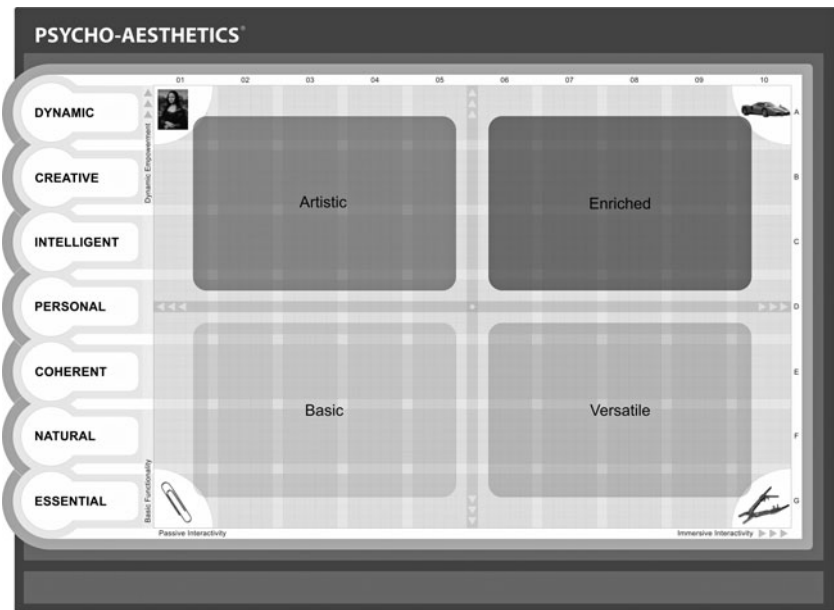 PSYCHO-AESTHETICS®
01 02 03 04 05 06 07 08 09 10
DYNAMIC
CREATIVE
INTELLIGENT
PERSONAL
COHERENT
NATURAL
ESSENTIAL
Dynamic Empowerment
Basic Functionality
Artistic
Enriched
Basic
Versatile
A
B
C
D
E
F
G
Passive Interactivity
Immersive Interactivity